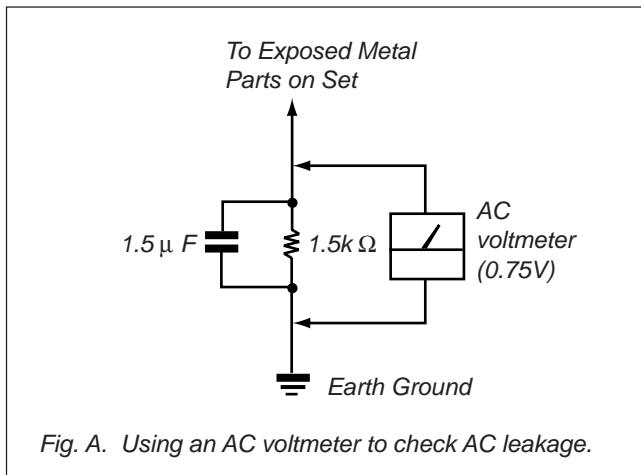 To Exposed Metal
Parts on Set
1.5 μ F
1.5k Ω
AC
voltmeter
(0.75V)
Earth Ground
Fig. A. Using an AC voltmeter to check AC leakage.